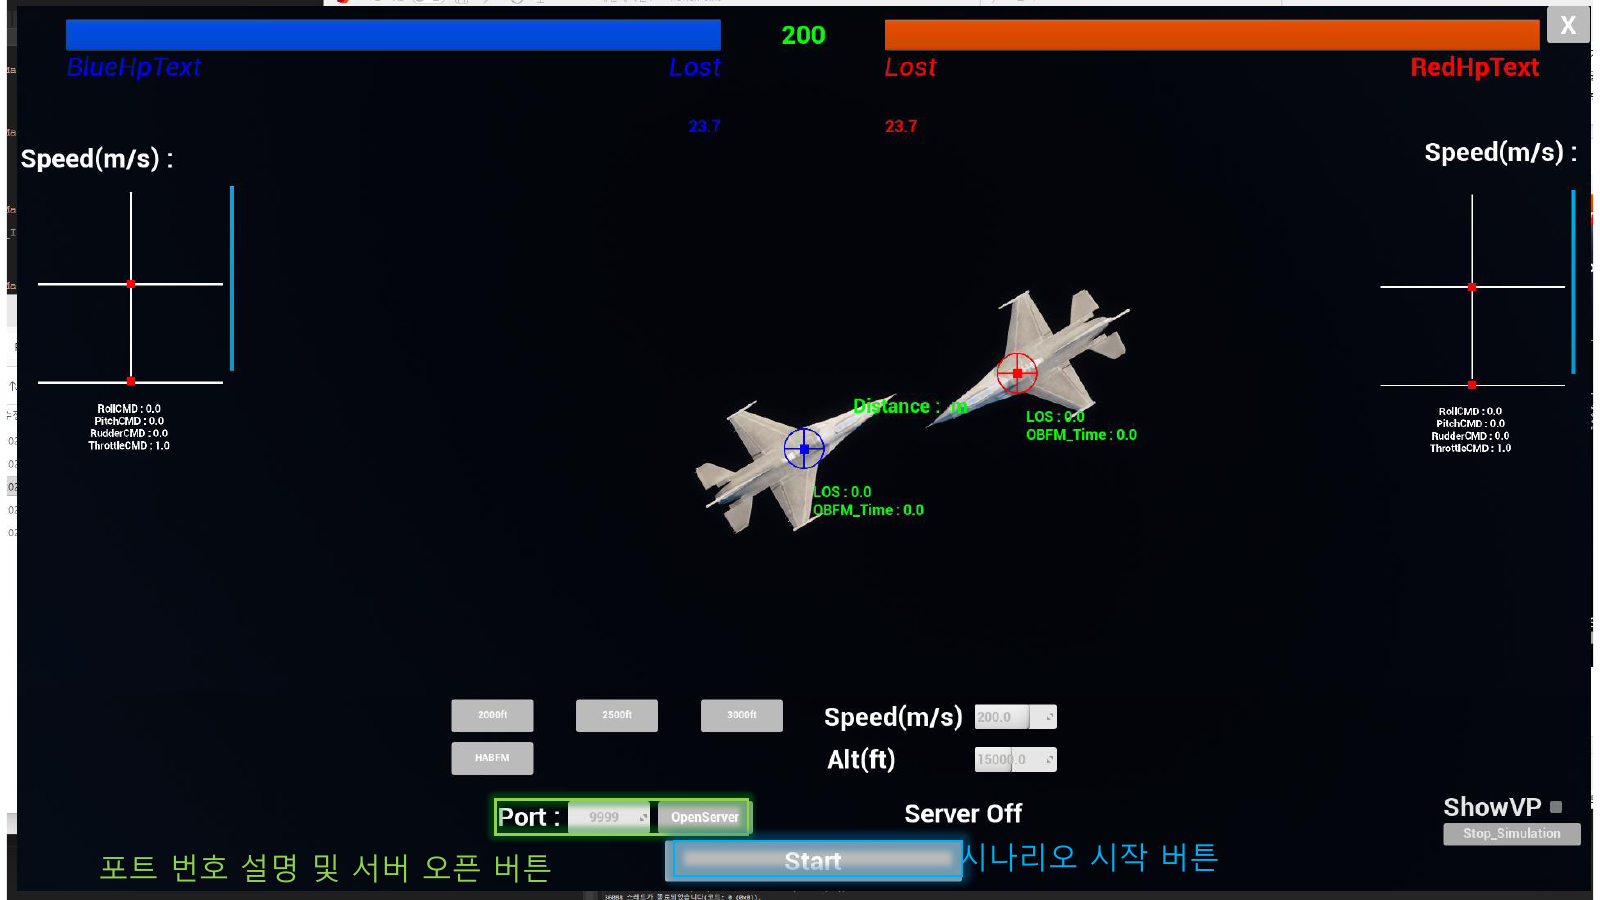 200
X
BlueHpText
Lost
Lost
RedHpText
23.7
23.7
Speed(m/s) :
Speed(m/s) :
RollCMD : 0.0
PitchCMD : 0.0
RudderCMD : 0.0
ThrottleCMD : 1.0
RollCMD : 0.0
PitchCMD : 0.0
RudderCMD : 0.0
ThrottleCMD : 1.0
Distance : m
LOS : 0.0
OBFM_Time : 0.0
LOS : 0.0
OBFM_Time : 0.0
2000ft
2500ft
3000ft
Speed(m/s)
200.0
HABFM
Alt(ft)
15000.0
Port :
9999
OpenServer
Server Off
ShowVP
Stop_Simulation
포트 번호 설명 및 서버 오픈 버튼
Start
시나리오 시작 버튼